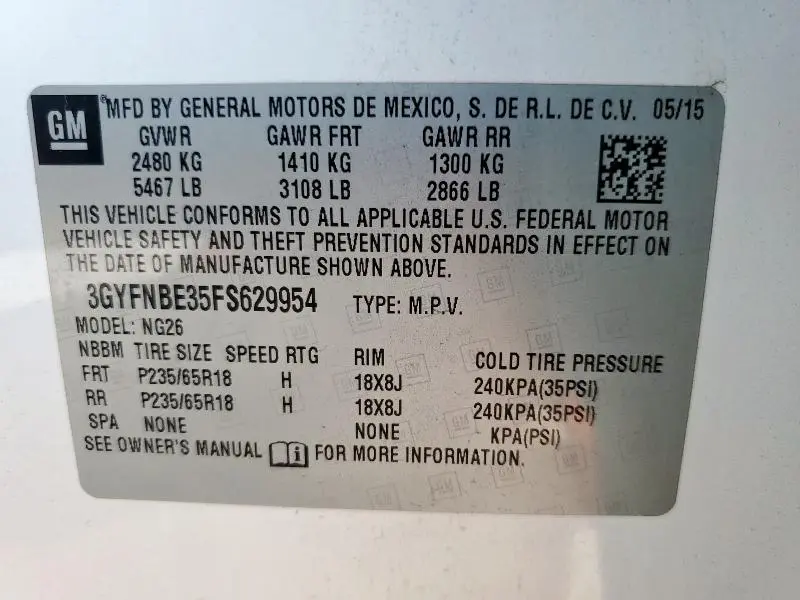 GM
®MFD BY GENERAL MOTORS DE MEXICO, S. DE R.L. DE C.V. 05/15
GVWR GAWR FRT GAWR RR
2480 KG 1410 KG 1300 KG
5467 LB 3108 LB 2866 LB
THIS VEHICLE CONFORMS TO ALL APPLICABLE U.S. FEDERAL MOTOR
VEHICLE SAFETY AND THEFT PREVENTION STANDARDS IN EFFECT ON
THE DATE OF MANUFACTURE SHOWN ABOVE.
3GYFNBE35FS629954 TYPE: M.P.V.
MODEL: NG26
NBBM TIRE SIZE SPEED RTG RIM COLD TIRE PRESSURE
FRT P235/65R18 H 18X8J 240KPA(35PSI)
RR P235/65R18 H 18X8J 240KPA(35PSI)
SPA NONE NONE KPA(PSI)
SEE OWNER'S MANUAL i FOR MORE INFORMATION.